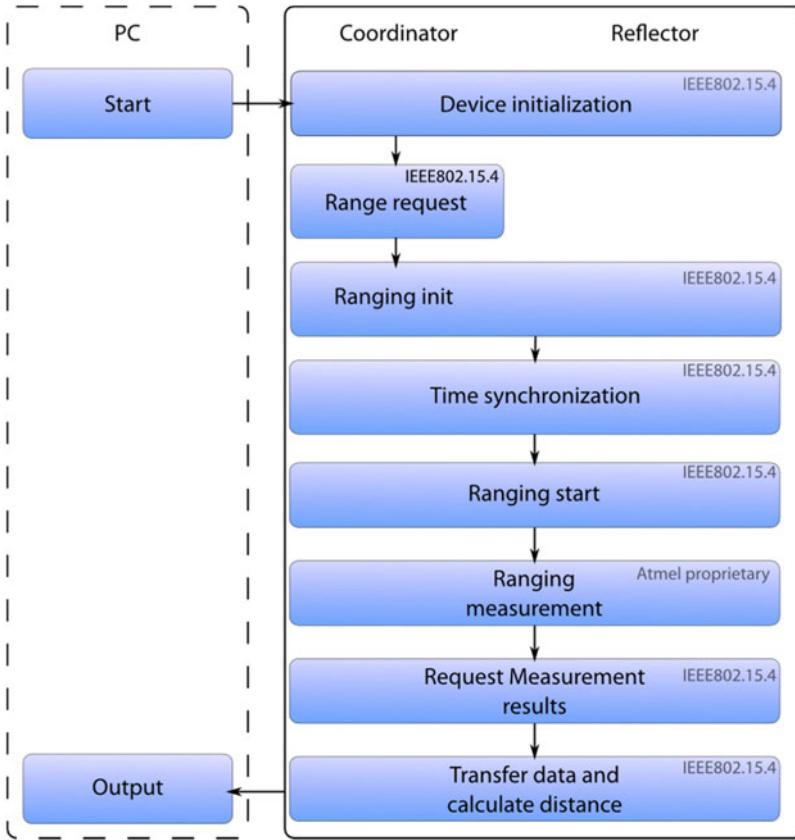 PC
Coordinator
Reflector
Start
IEEE802.15.4
Device initialization
IEEE802.15.4
Range request
IEEE802.15.4
Ranging init
IEEE802.15.4
Time synchronization
IEEE802.15.4
Ranging start
Atmel proprietary
Ranging
measurement
IEEE802.15.4
Request Measurement
results
IEEE802.15.4
Transfer data and
calculate distance
Output